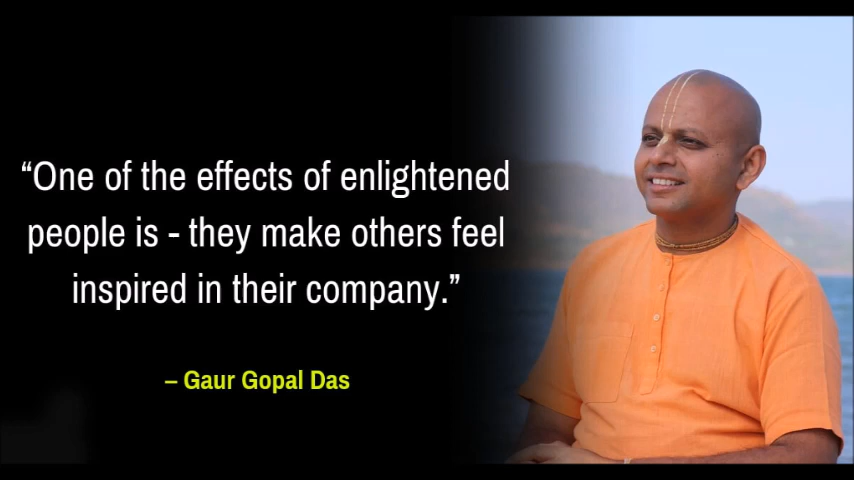 “One of the effects of enlightened
people is - they make others feel
inspired in their company.”
– Gaur Gopal Das